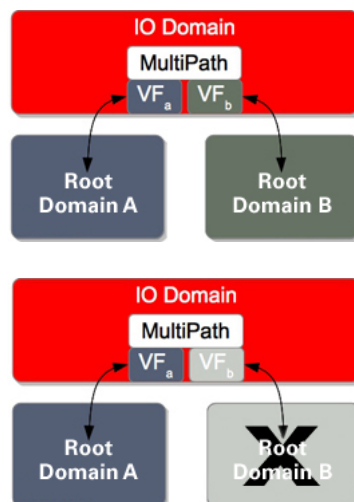 IO Domain
MultiPath
VFa VFb
Root Root
Domain A Domain B
IO Domain
MultiPath
VFa VFb
Root Root
Domain A Domain B